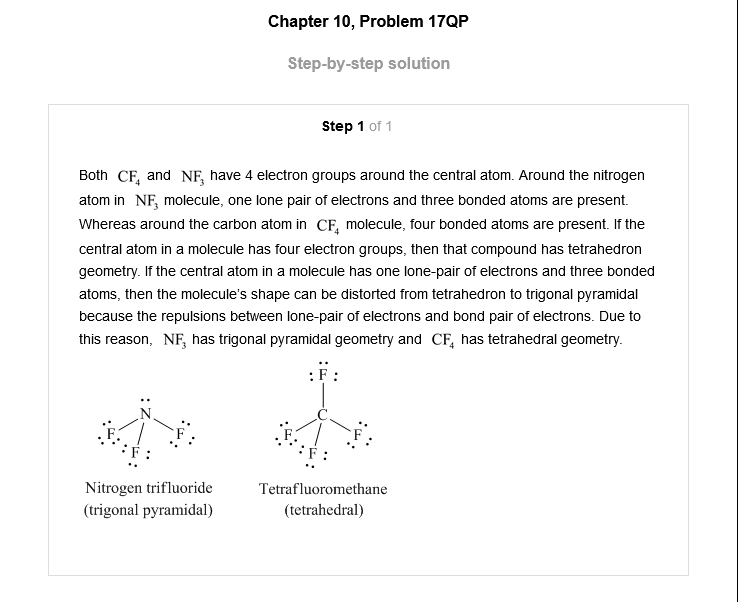 Chapter 10, Problem 17QP
Step-by-step solution
Step 1 of 1
Both CF₄ and NF₃ have 4 electron groups around the central atom. Around the nitrogen
atom in NF₃ molecule, one lone pair of electrons and three bonded atoms are present.
Whereas around the carbon atom in CF₄ molecule, four bonded atoms are present. If the
central atom in a molecule has four electron groups, then that compound has tetrahedron
geometry. If the central atom in a molecule has one lone-pair of electrons and three bonded
atoms, then the molecule's shape can be distorted from tetrahedron to trigonal pyramidal
because the repulsions between lone-pair of electrons and bond pair of electrons. Due to
this reason, NF₃ has trigonal pyramidal geometry and CF₄ has tetrahedral geometry.
F
N C
F F F F
F F
Nitrogen trifluoride Tetrafluoromethane
(trigonal pyramidal) (tetrahedral)